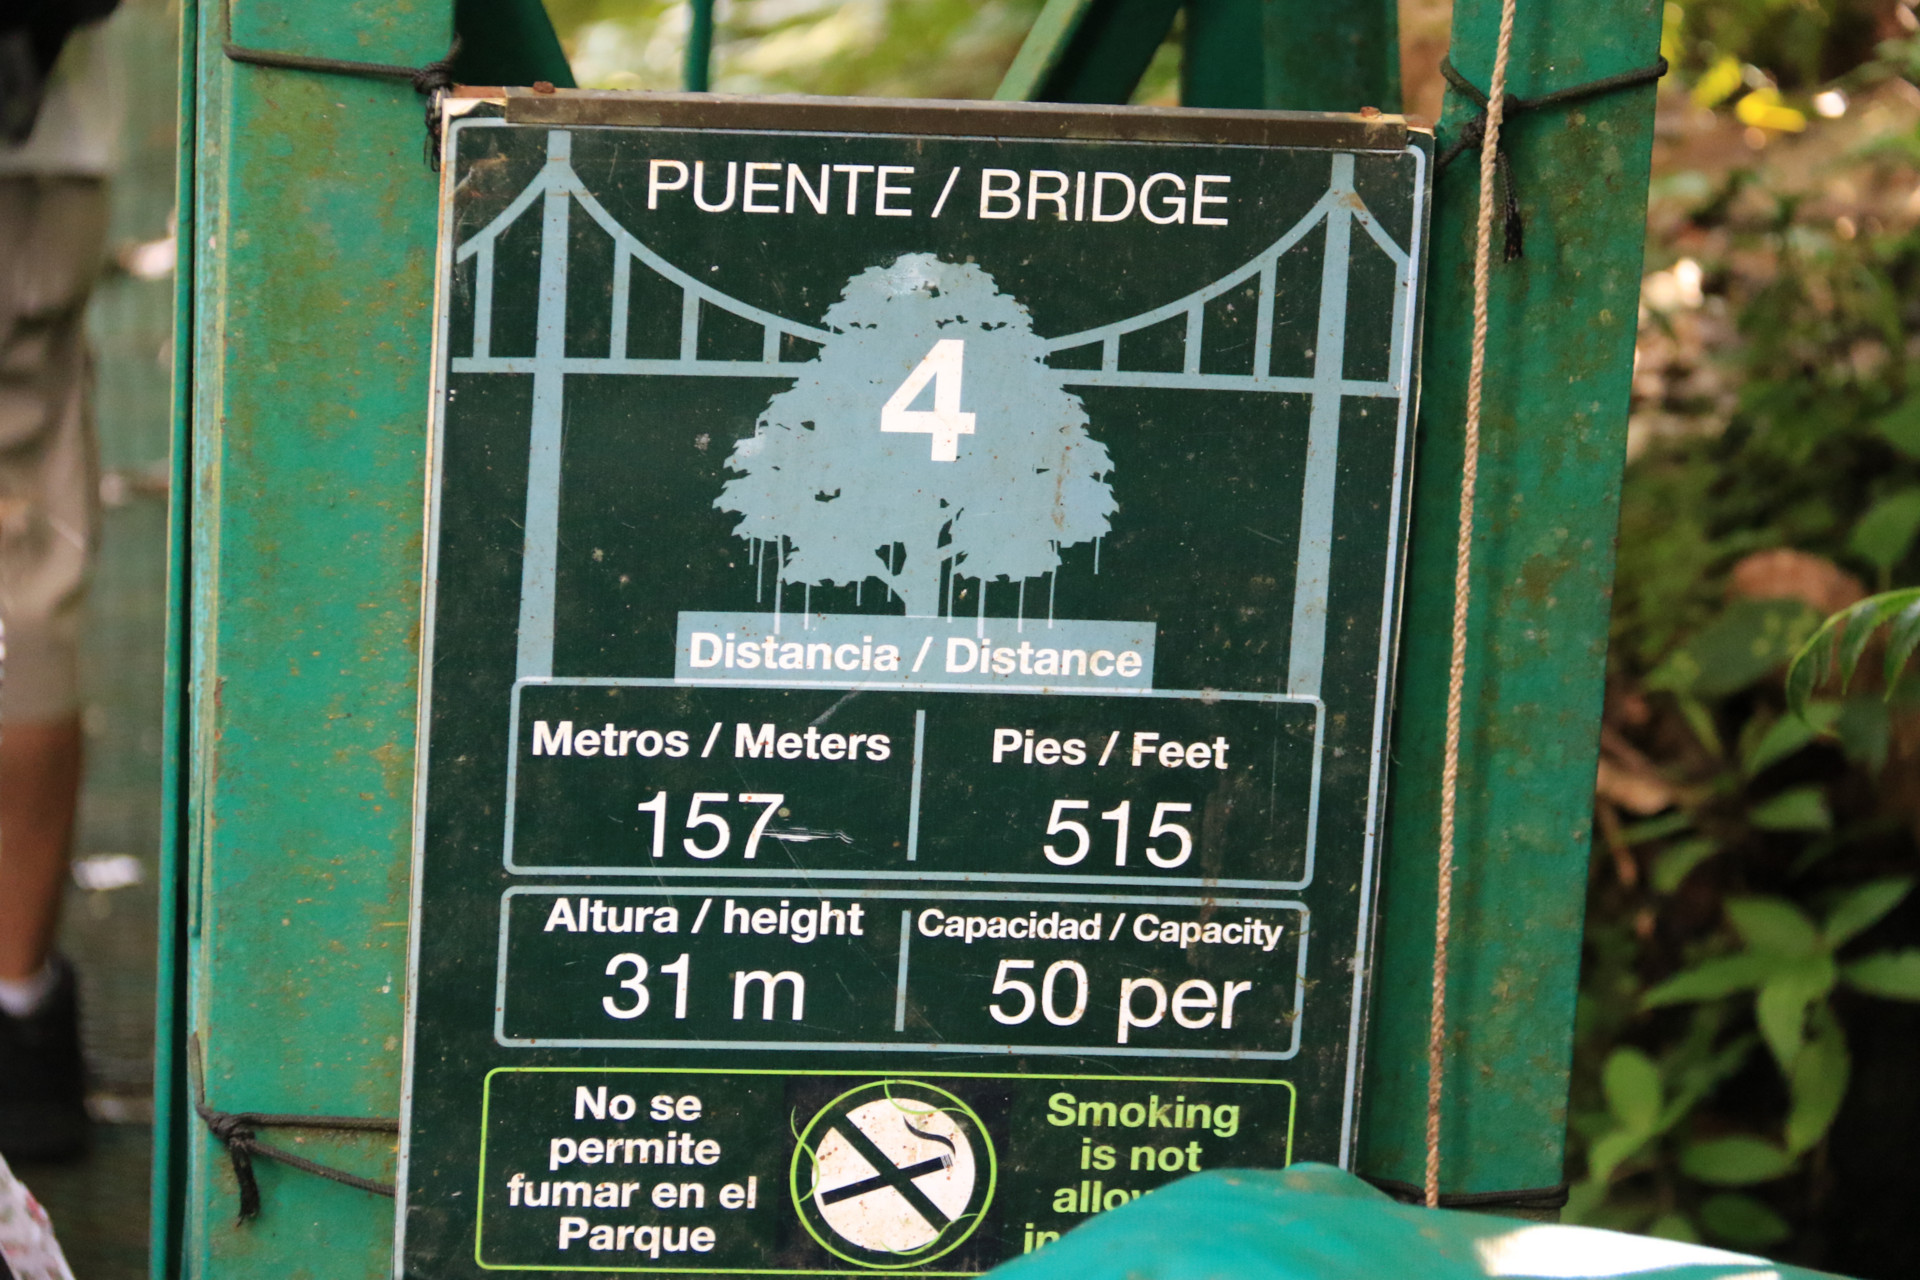 PUENTE / BRIDGE
4
Distancia / Distance
Metros / Meters
157
Pies / Feet
515
Altura / height
31 m
Capacidad / Capacity
50 per
No se
permite
fumar en el
Parque
Smoking
is not